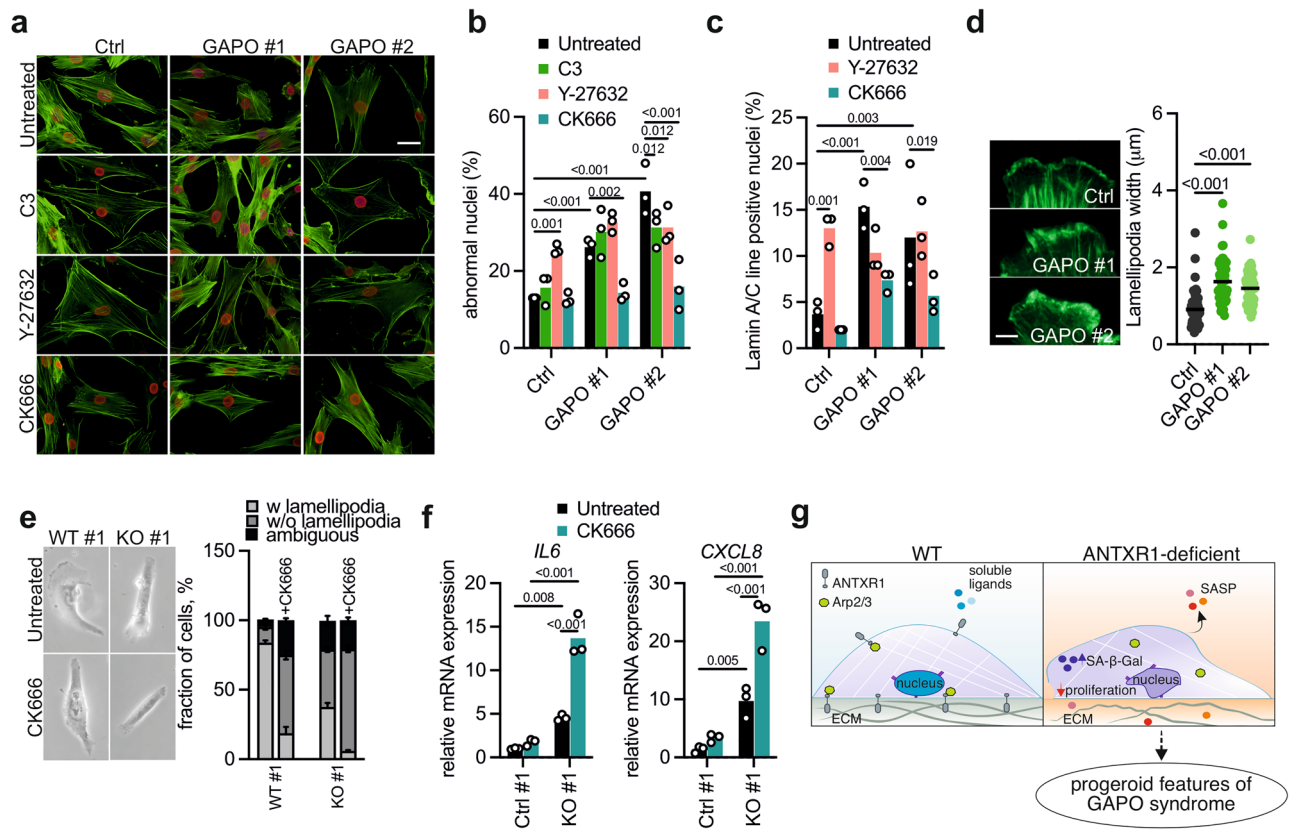 a
Ctrl
GAPO #1
GAPO #2
Untreated
C3
Y-27632
CK666
b
Untreated
C3
Y-27632
CK666
abnormal nuclei (%)
60
40
20
0
<0.001
0.012
0.012
<0.001
<0.001
0.002
0.001
Ctrl
GAPO #1
GAPO #2
c
Untreated
Y-27632
CK666
Lamin A/C line positive nuclei (%)
25
20
15
10
5
0
0.003
<0.001
0.019
0.004
0.001
Ctrl
GAPO #1
GAPO #2
d
Ctrl
GAPO #1
GAPO #2
Lamellipodia width (μm)
6
4
2
0
<0.001
<0.001
Ctrl
GAPO #1
GAPO #2
e
WT #1
KO #1
Untreated
CK666
w lamellipodia
w/o lamellipodia
ambiguous
fraction of cells, %
150
100
50
0
+CK666
+CK666
WT #1
KO #1
f
Untreated
CK666
IL6
relative mRNA expression
20
15
10
5
0
<0.001
0.008
<0.001
Ctrl #1
KO #1
CXCL8
relative mRNA expression
30
20
10
0
<0.001
<0.001
0.005
Ctrl #1
KO #1
g
WT
ANTXR1-deficient
ANTXR1
Arp2/3
soluble
ligands
nucleus
ECM
SASP
SA-β-Gal
nucleus
proliferation
ECM
progeroid features of
GAPO syndrome